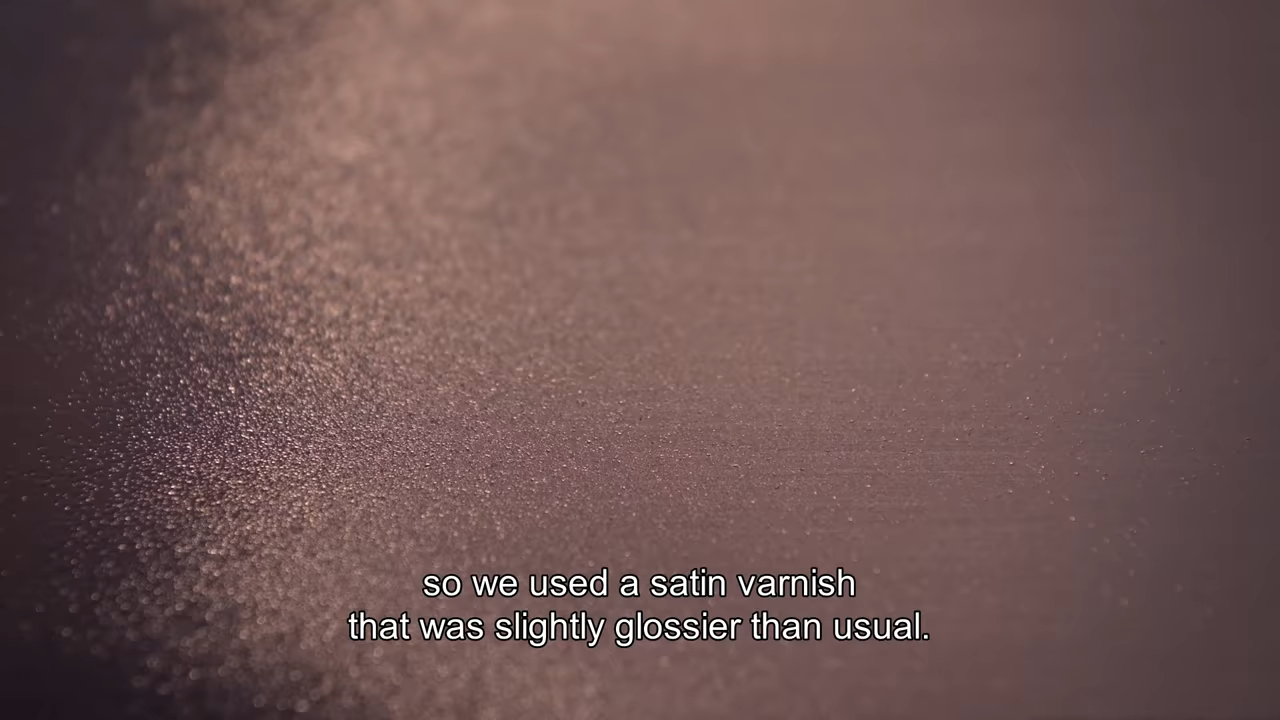 so we used a satin varnish
that was slightly glossier than usual.